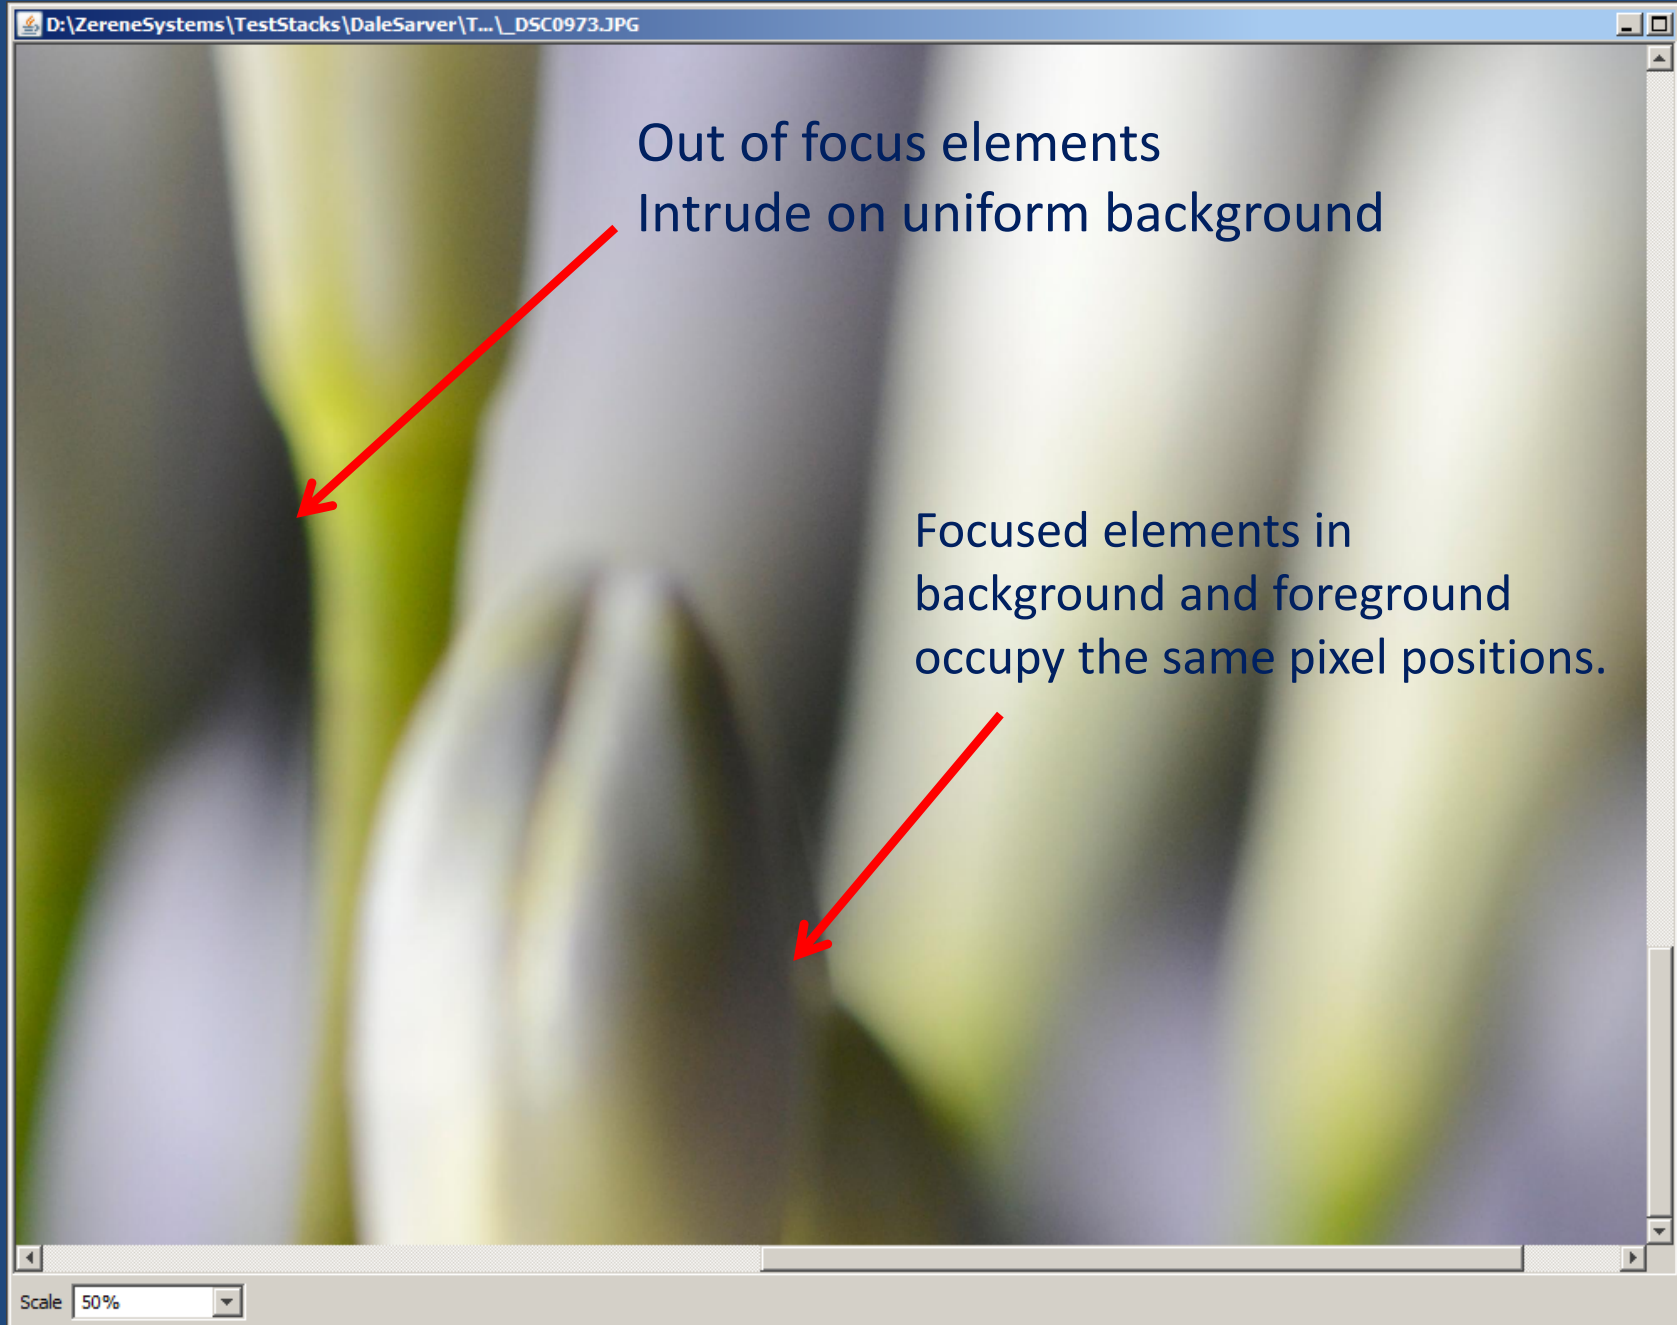 D:\ZereneSystems\TestStacks\DaleSarver\T...\_DSC0973.JPG
Out of focus elements
Intrude on uniform background
Focused elements in
background and foreground
occupy the same pixel positions.
Scale 50%